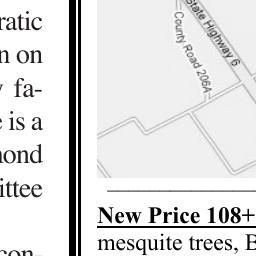 ratic
n on
fa-
is a
mond
ittee
con-
State Highway 6
County Road 206A
New Price 108+
mesquite trees, B